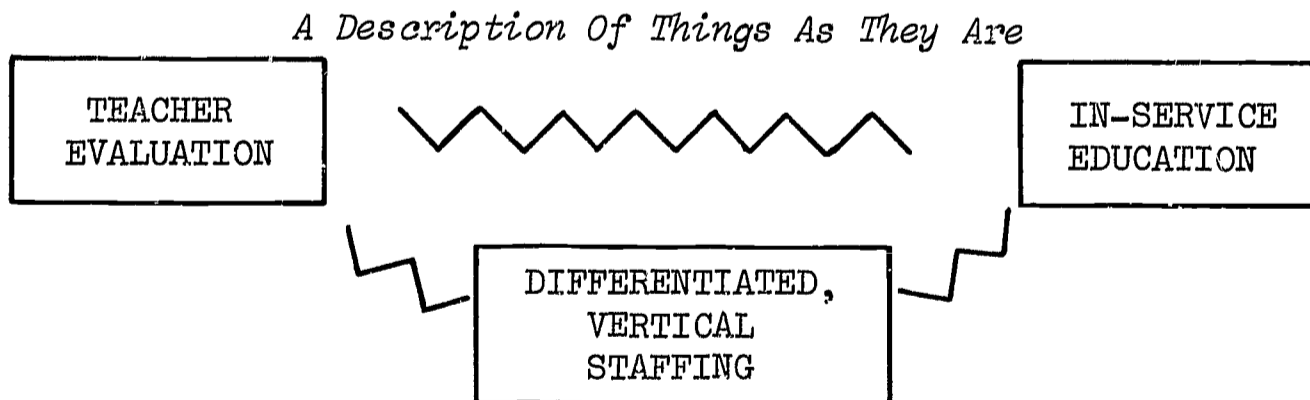 A Description Of Things As They Are
TEACHER
EVALUATION
IN-SERVICE
EDUCATION
DIFFERENTIATED,
VERTICAL
STAFFING